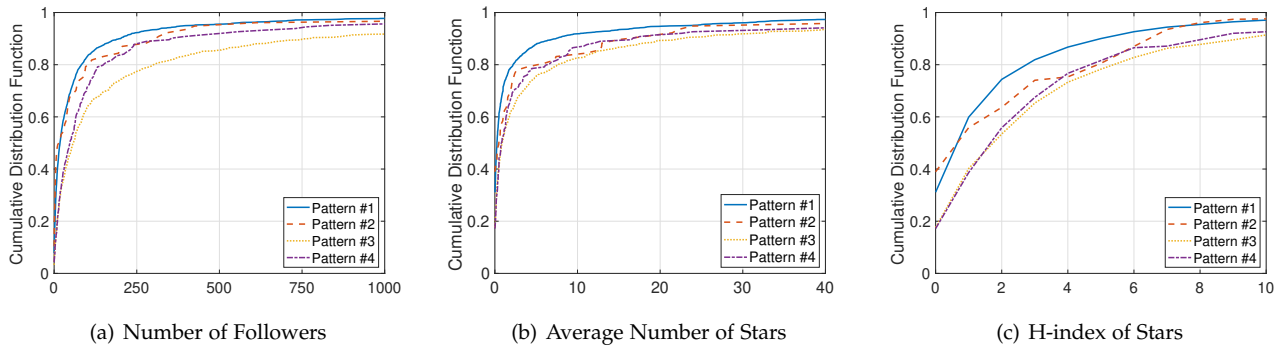 Cumulative Distribution Function
1
0.8
0.6
0.4
0.2
0
0 250 500 750 1000
Pattern #1
Pattern #2
Pattern #3
Pattern #4
(a) Number of Followers
Cumulative Distribution Function
1
0.8
0.6
0.4
0.2
0
0 10 20 30 40
Pattern #1
Pattern #2
Pattern #3
Pattern #4
(b) Average Number of Stars
Cumulative Distribution Function
1
0.8
0.6
0.4
0.2
0
0 2 4 6 8 10
Pattern #1
Pattern #2
Pattern #3
Pattern #4
(c) H-index of Stars